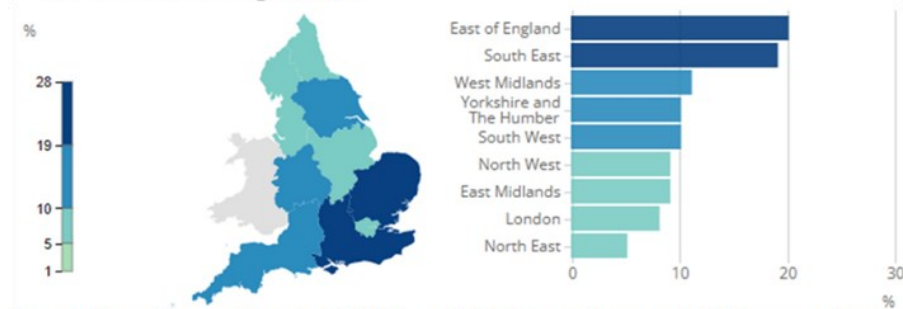 %
28
19
10
5
1
East of England
South East
West Midlands
Yorkshire and
The Humber
South West
North West
East Midlands
London
North East
0
10
20
30
%